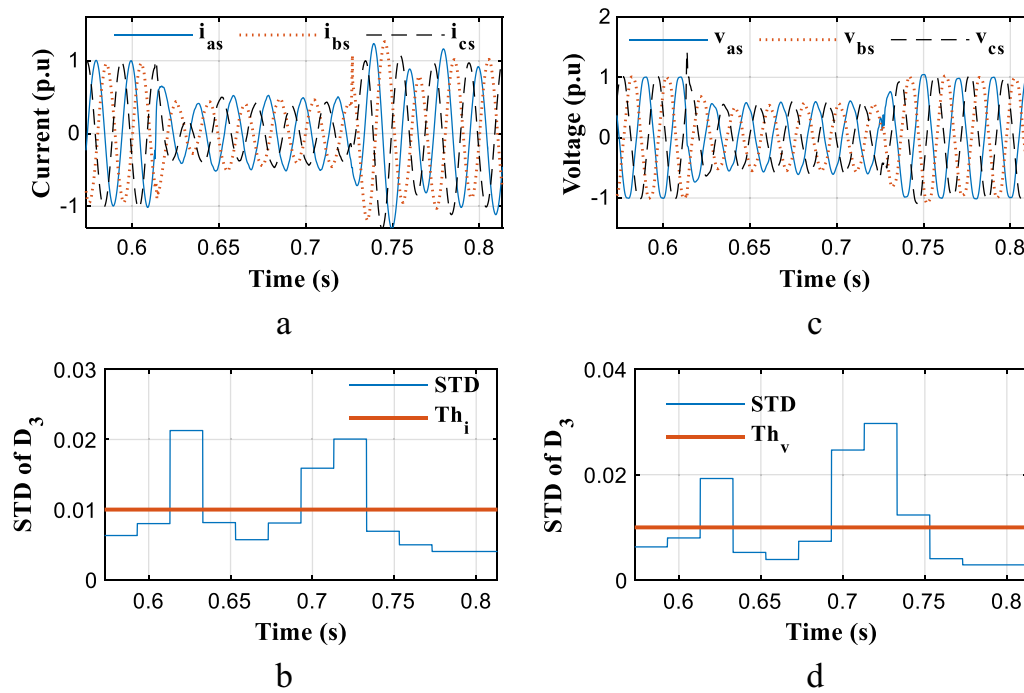 i_as i_bs i_cs
Current (p.u)
1
0
-1
0.6 0.65 0.7 0.75 0.8
Time (s)
a
v_as v_bs v_cs
Voltage (p.u)
2
1
0
-1
0.6 0.65 0.7 0.75 0.8
Time (s)
c
STD
Th_i
STD of D_3
0.03
0.02
0.01
0
0.6 0.65 0.7 0.75 0.8
Time (s)
b
STD
Th_v
STD of D_3
0.04
0.02
0
0.6 0.65 0.7 0.75 0.8
Time (s)
d